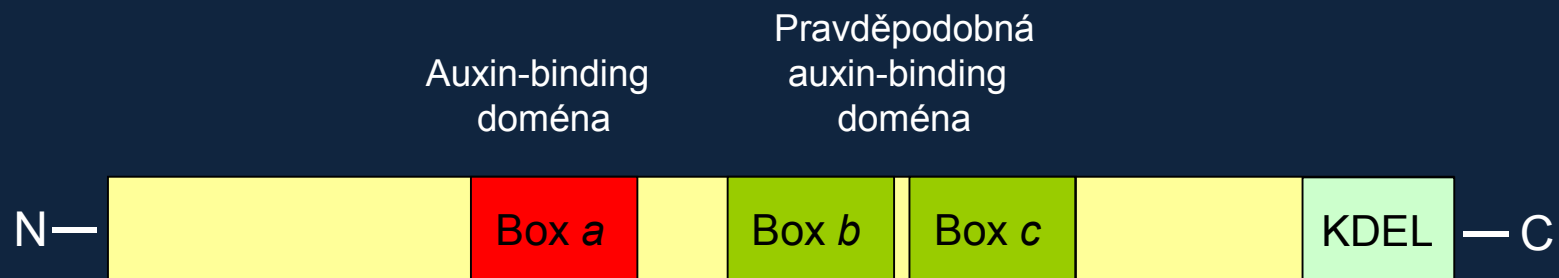 Auxin-binding
doména
Pravděpodobná
auxin-binding
doména
N
Box a
Box b
Box c
KDEL
C